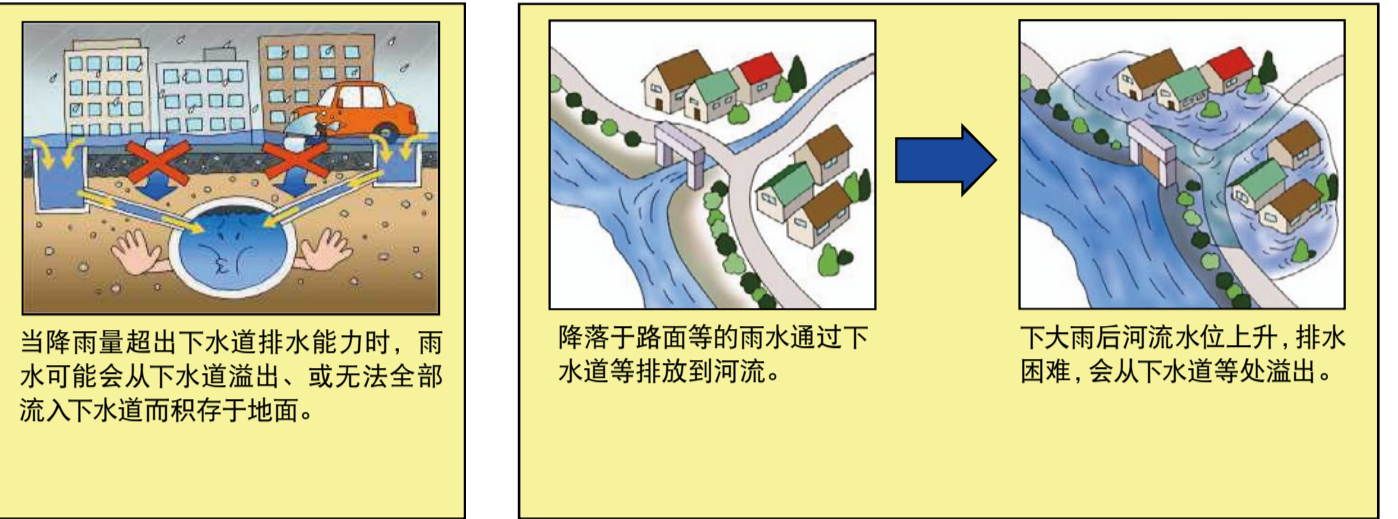 当降雨量超出下水道排水能力时，雨
水可能会从下水道溢出、或无法全部
流入下水道而积存于地面。
降落于路面等的雨水通过下
水道等排放到河流。
下大雨后河流水位上升，排水
困难，会从下水道等处溢出。